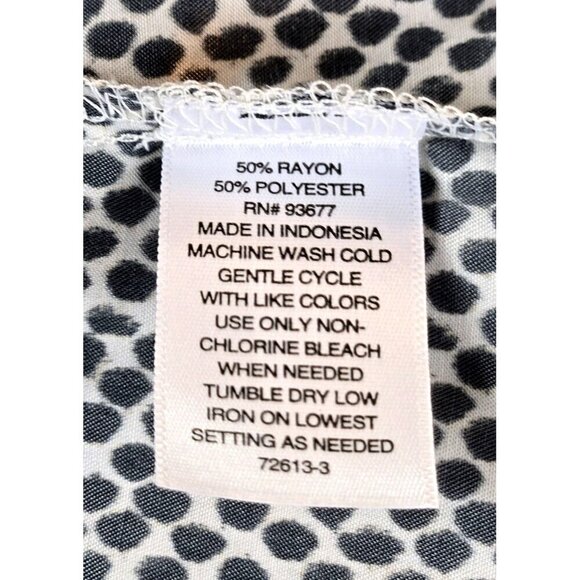 50% RAYON
50% POLYESTER
RN# 93677
MADE IN INDONESIA
MACHINE WASH COLD
GENTLE CYCLE
WITH LIKE COLORS
USE ONLY NON-
CHLORINE BLEACH
WHEN NEEDED
TUMBLE DRY LOW
IRON ON LOWEST
SETTING AS NEEDED
72613-3